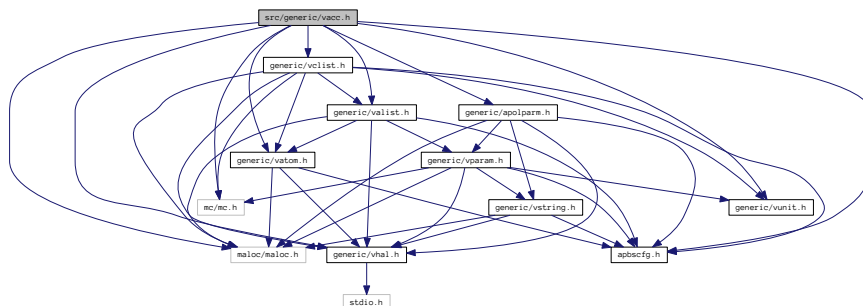 src/generic/vacc.h
generic/vclist.h
generic/valist.h
generic/apolparm.h
generic/vatom.h
generic/vparam.h
mc/mc.h
generic/vstring.h
generic/vunit.h
maloc/maloc.h
generic/vhal.h
apbscfg.h
stdio.h